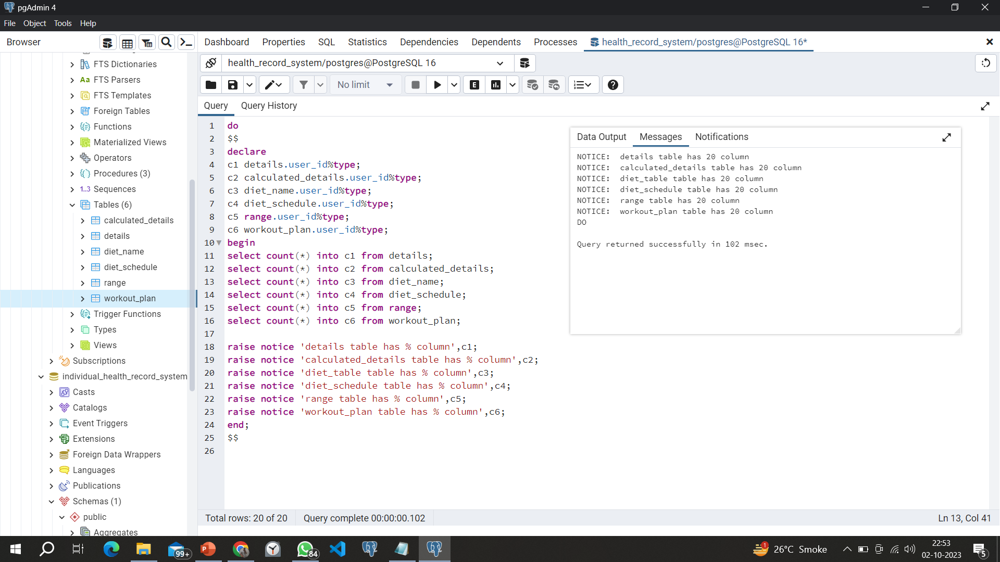 pgAdmin 4
File Object Tools Help
Browser
Dashboard Properties SQL Statistics Dependencies Dependents Processes health_record_system/postgres@PostgreSQL 16*
FTS Dictionaries
Aa FTS Parsers
FTS Templates
Foreign Tables
Functions
Materialized Views
Operators
Procedures (3)
1..3 Sequences
Tables (6)
calculated_details
details
diet_name
diet_schedule
range
workout_plan
Trigger Functions
Types
Views
Subscriptions
individual_health_record_system
Casts
Catalogs
Event Triggers
Extensions
Foreign Data Wrappers
Languages
Publications
Schemas (1)
public
Aggregates
health_record_system/postgres@PostgreSQL 16
No limit
E
Query Query History
1 do
2 $$
3 declare
4 c1 details.user_id%type;
5 c2 calculated_details.user_id%type;
6 c3 diet_name.user_id%type;
7 c4 diet_schedule.user_id%type;
8 c5 range.user_id%type;
9 c6 workout_plan.user_id%type;
10 begin
11 select count(*) into c1 from details;
12 select count(*) into c2 from calculated_details;
13 select count(*) into c3 from diet_name;
14 select count(*) into c4 from diet_schedule;
15 select count(*) into c5 from range;
16 select count(*) into c6 from workout_plan;
17
18 raise notice 'details table has % column',c1;
19 raise notice 'calculated_details table has % column',c2;
20 raise notice 'diet_table table has % column',c3;
21 raise notice 'diet_schedule table has % column',c4;
22 raise notice 'range table has % column',c5;
23 raise notice 'workout_plan table has % column',c6;
24 end;
25 $$
26
Data Output Messages Notifications
NOTICE: details table has 20 column
NOTICE: calculated_details table has 20 column
NOTICE: diet_table table has 20 column
NOTICE: diet_schedule table has 20 column
NOTICE: range table has 20 column
NOTICE: workout_plan table has 20 column
DO
Query returned successfully in 102 msec.
Total rows: 20 of 20 Query complete 00:00:00.102
Ln 13, Col 41
99+
P
84
1
26°C Smoke
22:53
02-10-2023
5